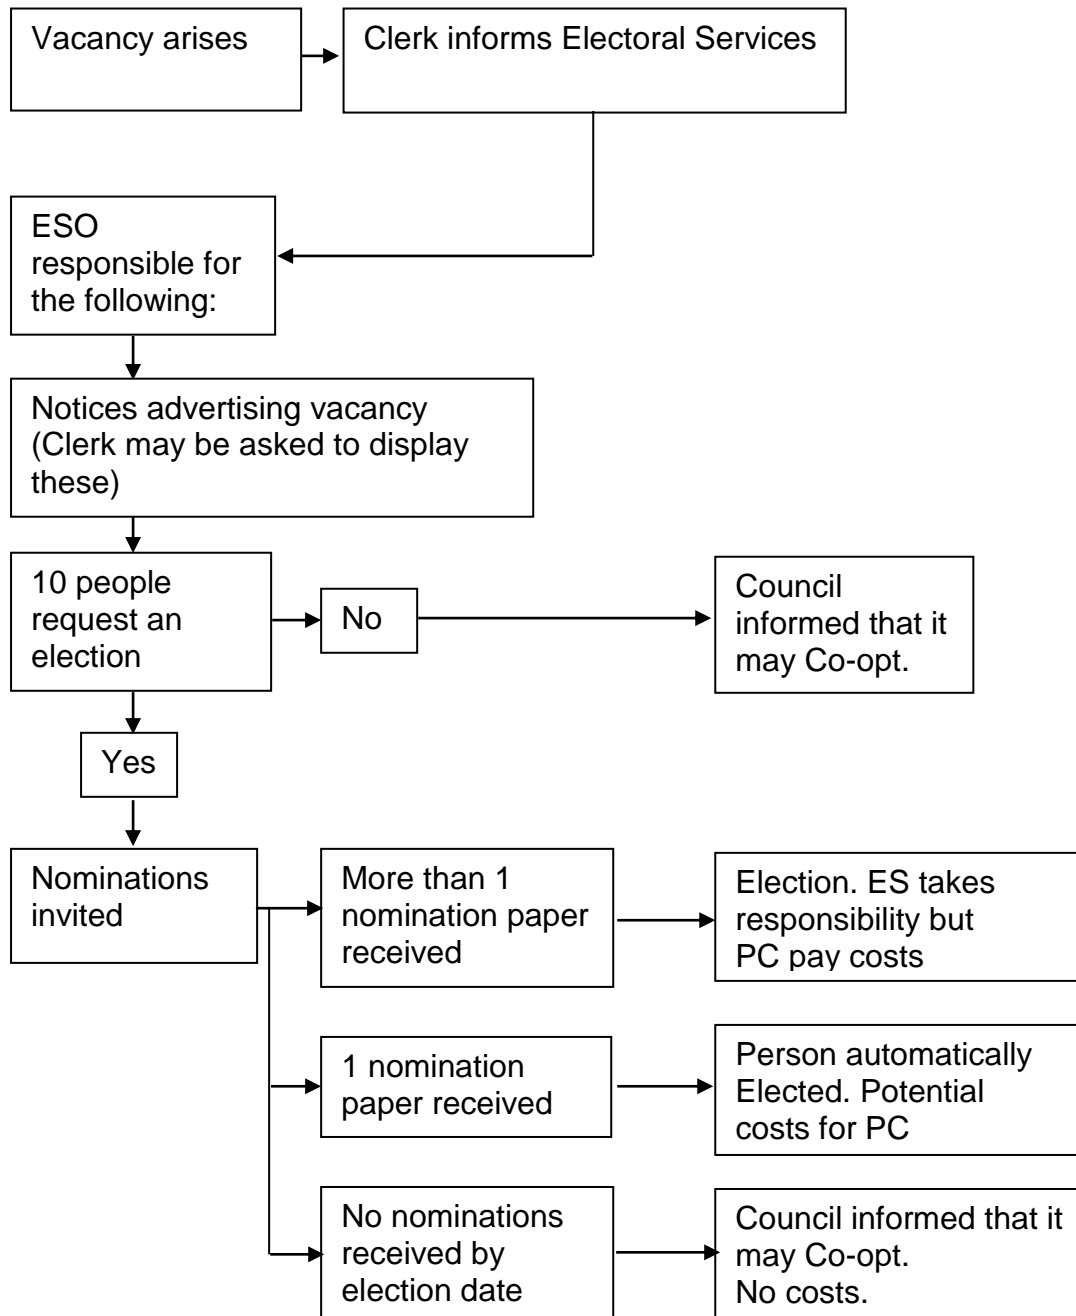 Vacancy arises
Clerk informs Electoral Services
ESO
responsible for
the following:
Notices advertising vacancy
(Clerk may be asked to display
these)
10 people
request an
election
No
Council
informed that it
may Co-opt.
Yes
Nominations
invited
More than 1
nomination paper
received
Election. ES takes
responsibility but
PC pay costs
1 nomination
paper received
Person automatically
Elected. Potential
costs for PC
No nominations
received by
election date
Council informed that it
may Co-opt.
No costs.